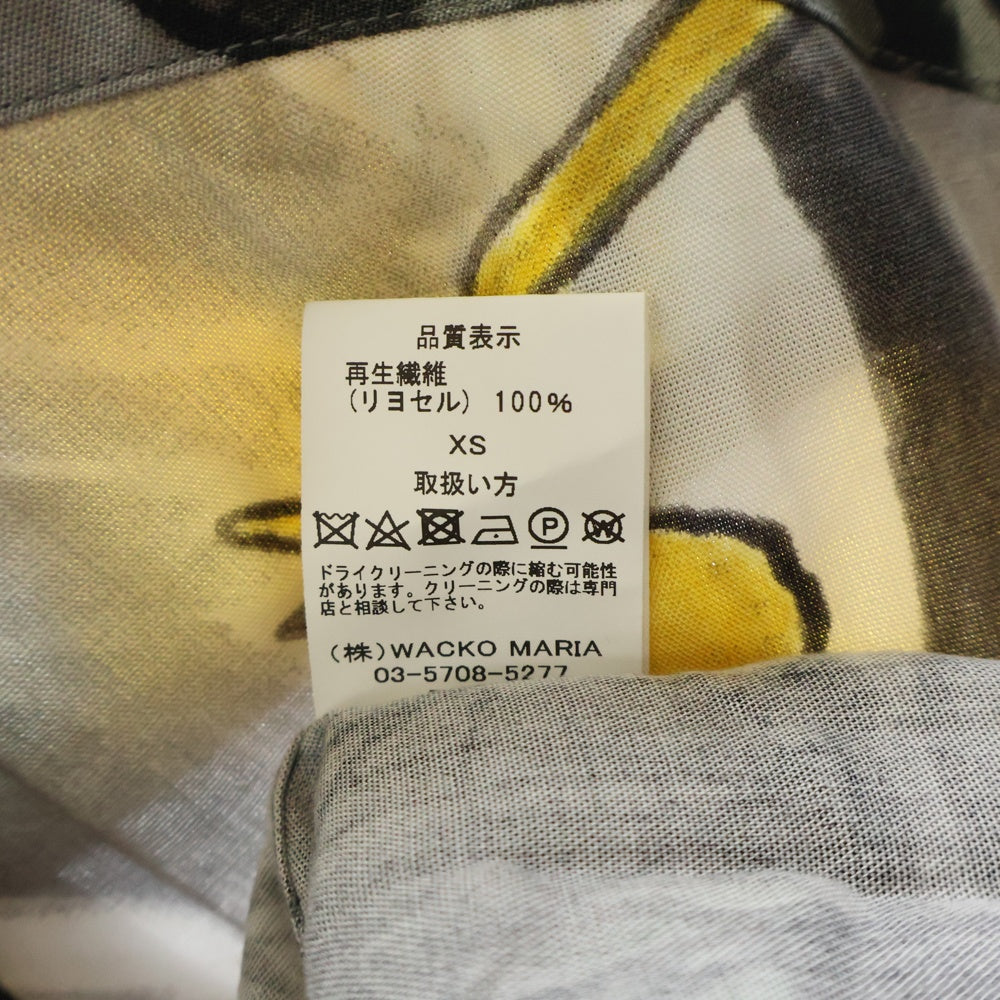 品質表示
再生繊維
(リヨセル) 100%
XS
取扱い方
P W
ドライクリーニングの際に縮む可能性
があります。クリーニングの際は専門
店と相談して下さい。
(株)WACKO MARIA
03-5708-5277